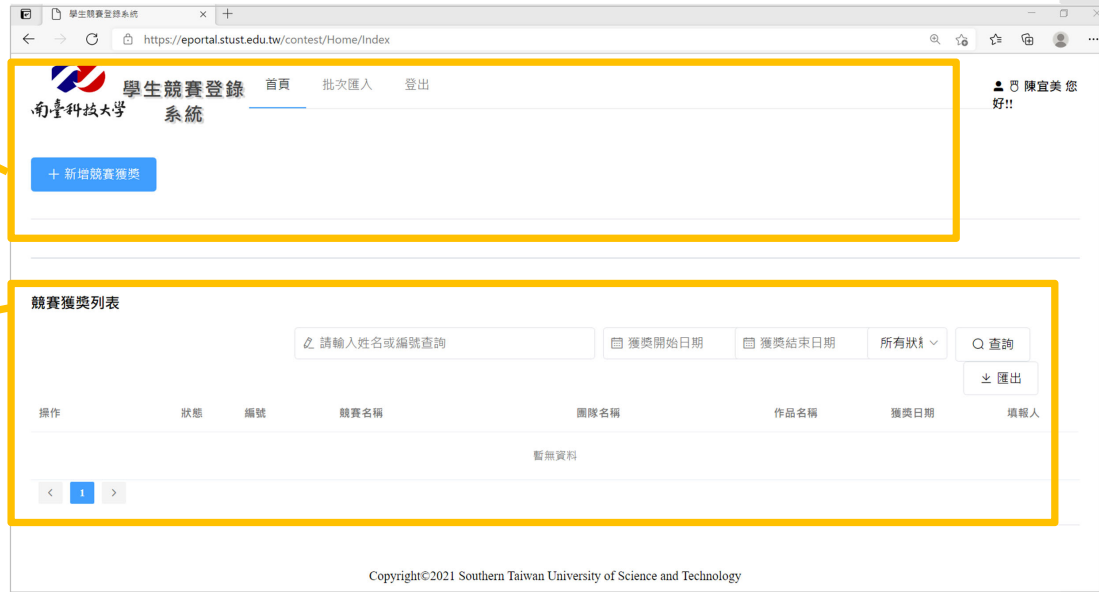 學生競賽登錄系統
https://eportal.stust.edu.tw/contest/Home/Index
南臺科技大學
學生競賽登錄
系統
首頁 批次匯入 登出
陳宜美 您
好!!
+ 新增競賽獲獎
競賽獲獎列表
請輸入姓名或編號查詢 獲獎開始日期 獲獎結束日期 所有狀 查詢
匯出
操作 狀態 編號 競賽名稱 團隊名稱 作品名稱 獲獎日期 填報人
暫無資料
< 1 >
Copyright©2021 Southern Taiwan University of Science and Technology